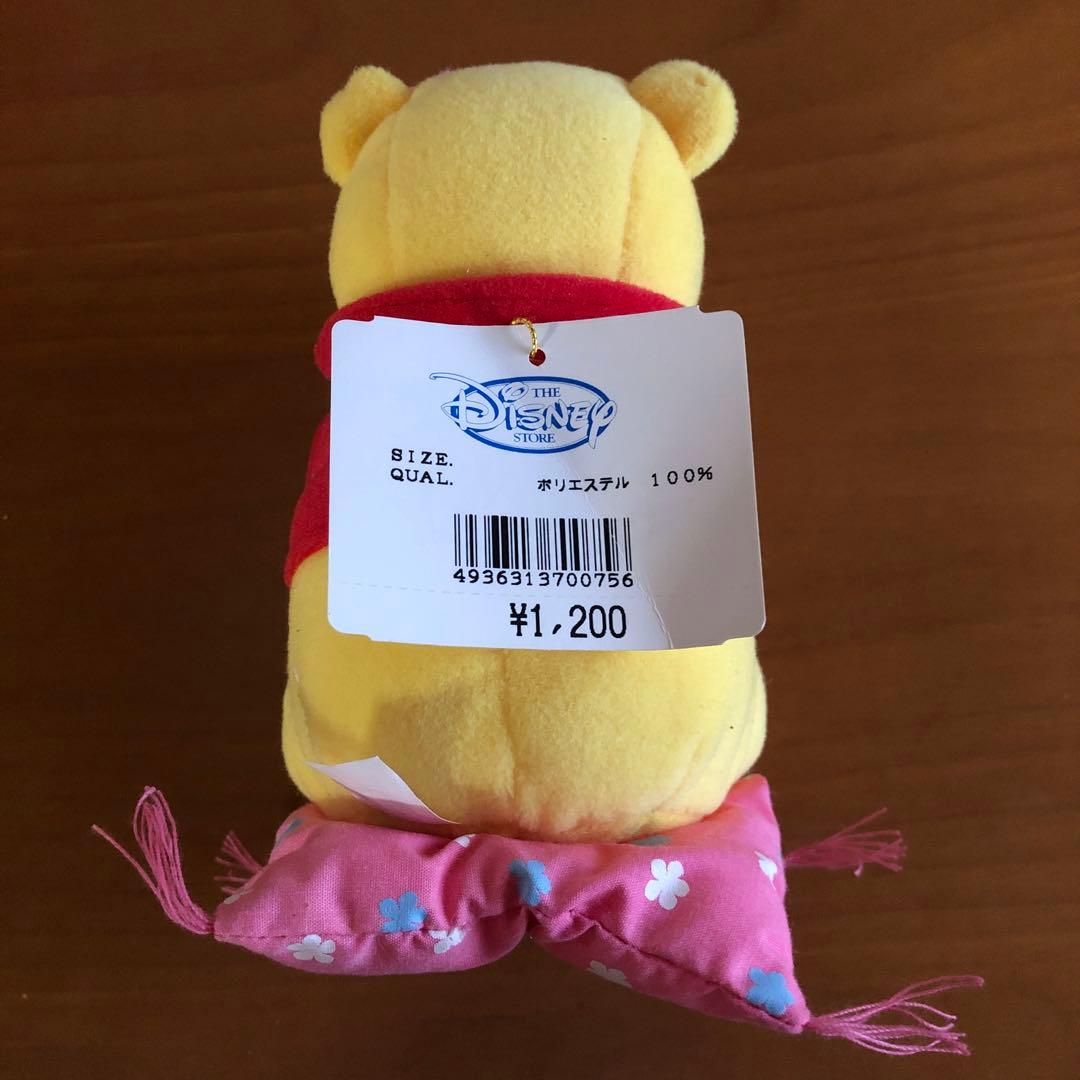 THE
Disney
STORE
SIZE.
QUAL. ポリエステル 100%
4936313700756
¥1,200